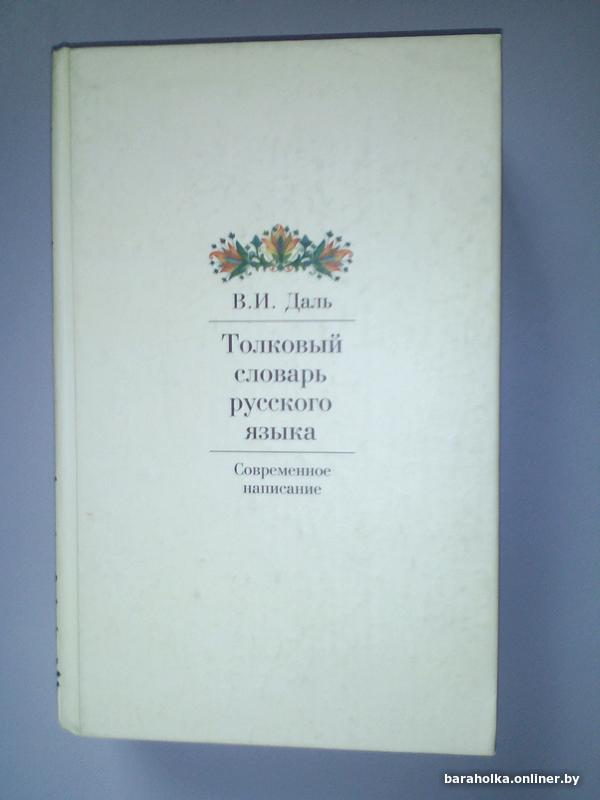 В.И. Даль
Толковый
словарь
русского
языка
Современное
написание
baraholka.onliner.by